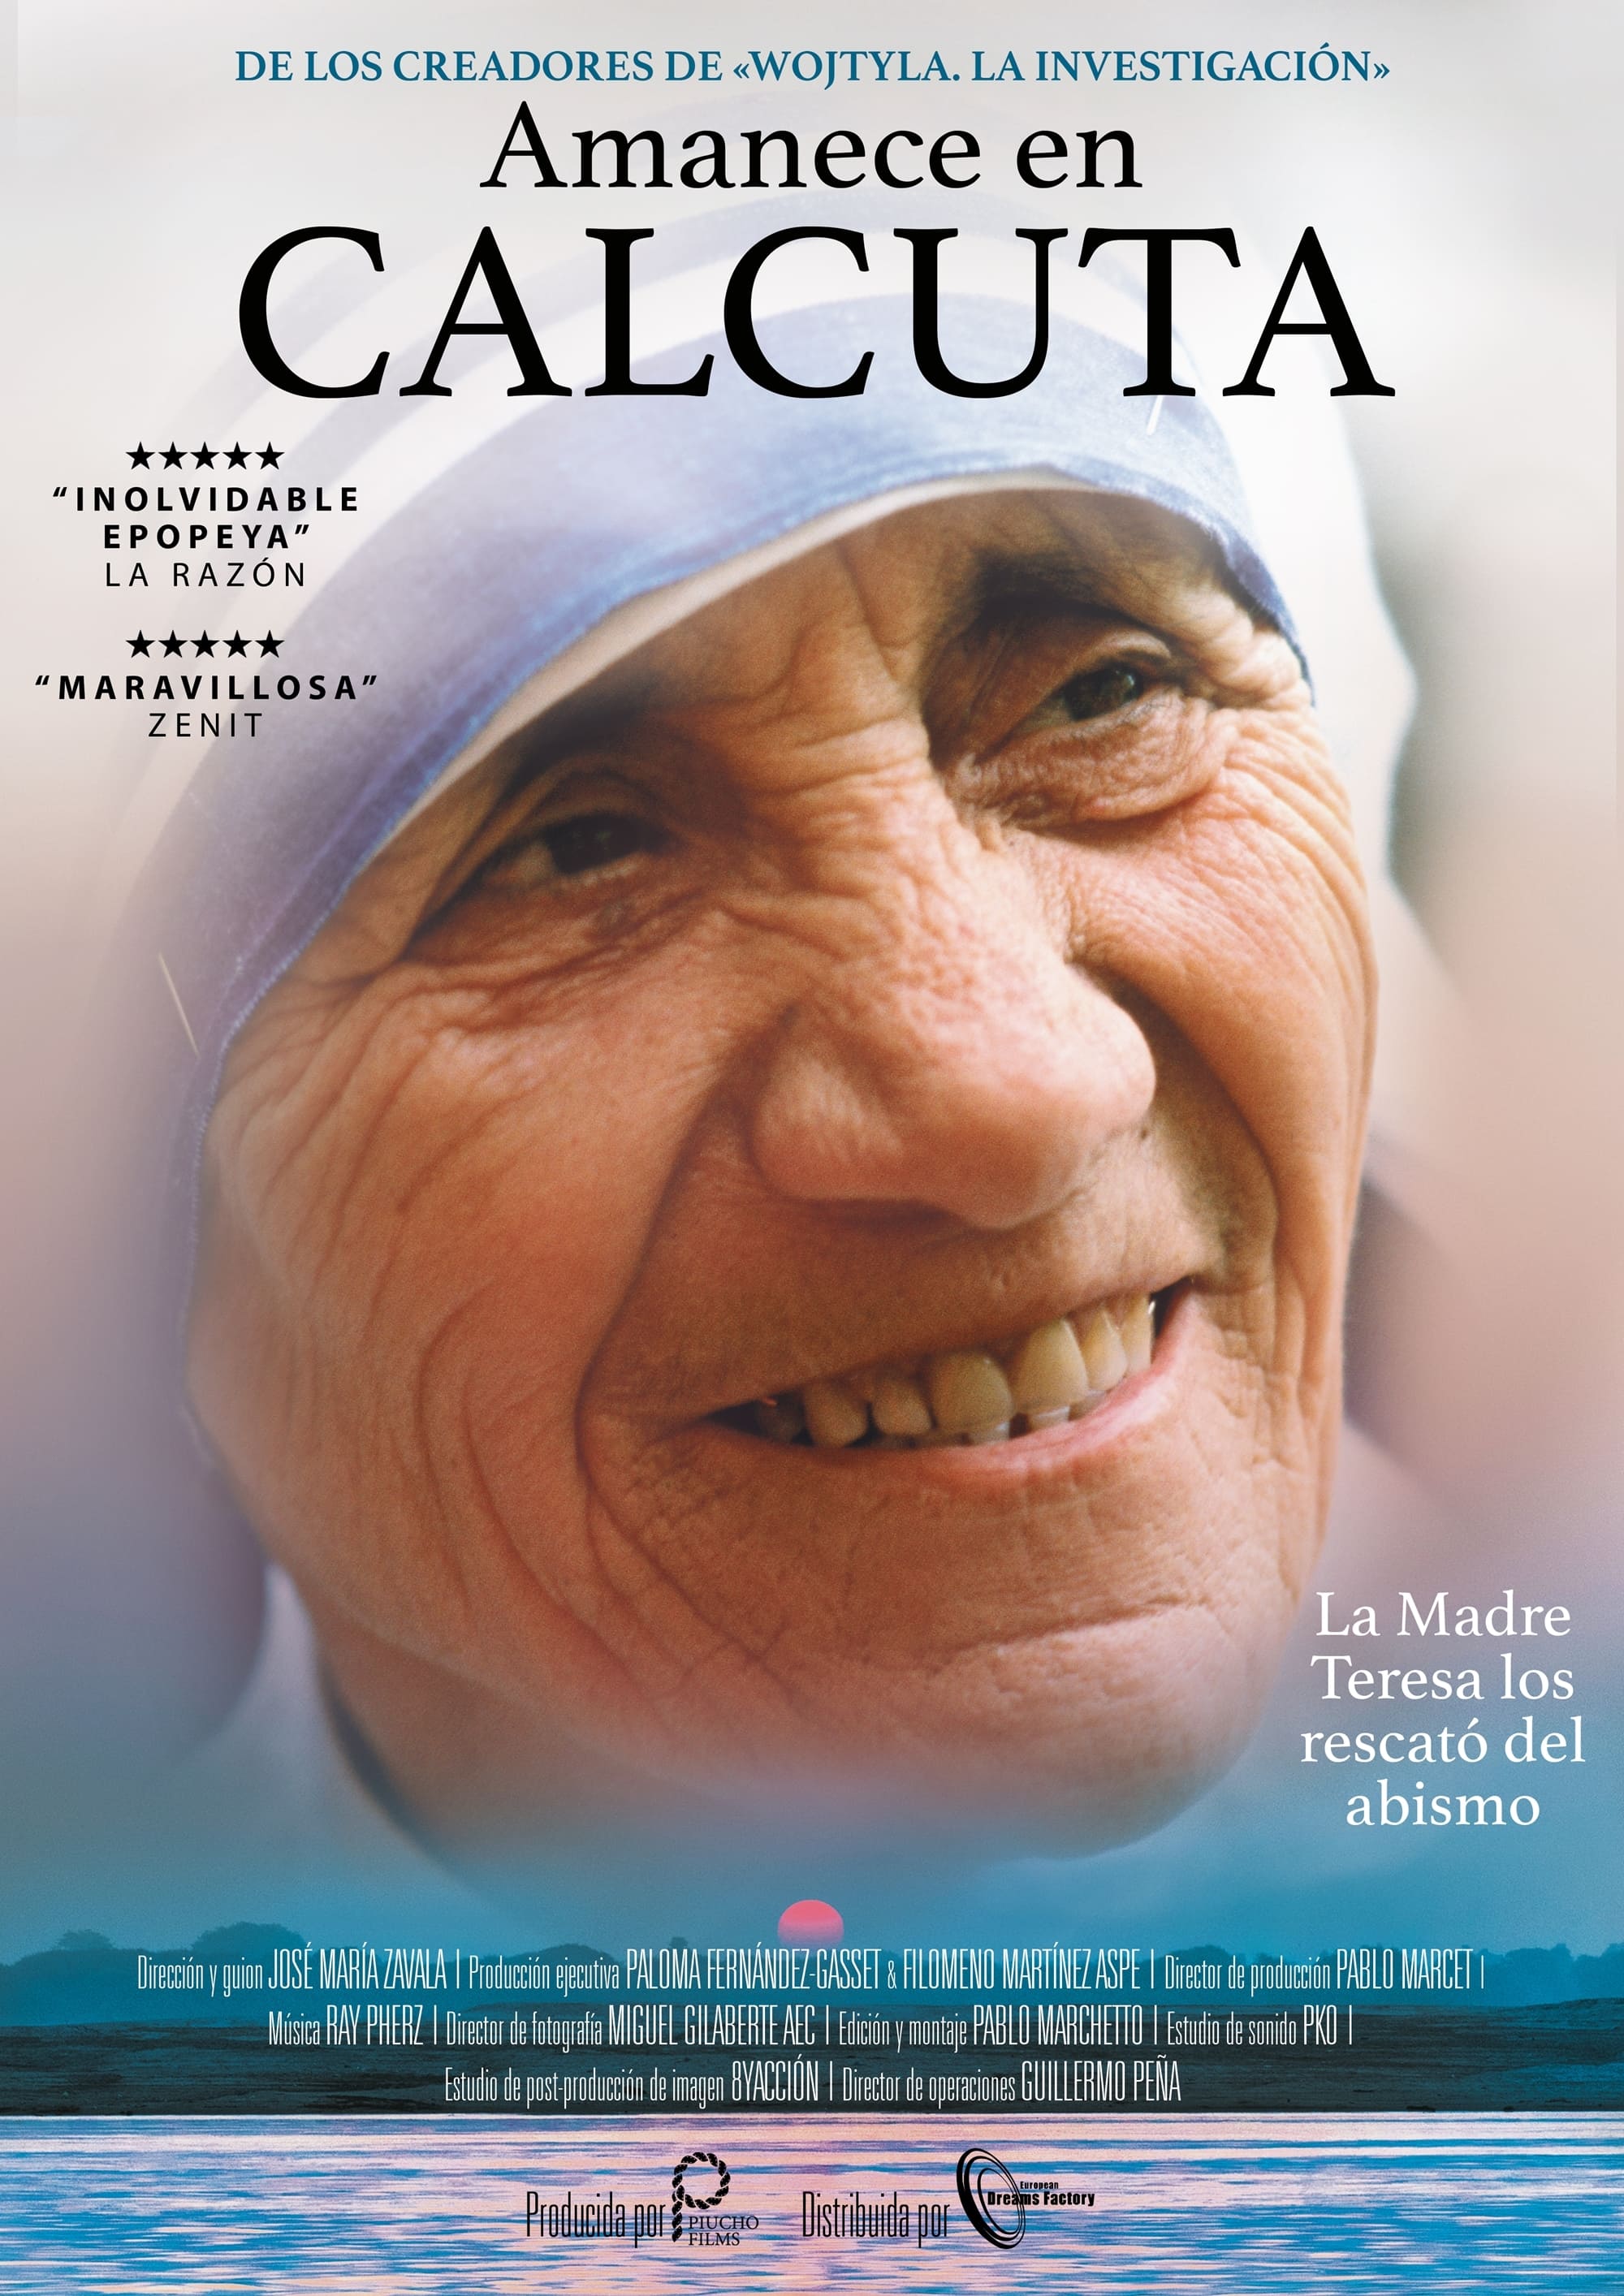 DE LOS CREADORES DE «WOJTYLA. LA INVESTIGACIÓN»
Amanece en
CALCUTA
★★★★★
“INOLVIDABLE
EPOPEYA”
LA RAZÓN
★★★★★
“MARAVILLOSA”
ZENIT
La Madre
Teresa los
rescató del
abismo
Dirección y guion JOSÉ MARÍA ZAVALA | Producción ejecutiva PALOMA FERNÁNDEZ-GASSET & FILOMENO MARTÍNEZ ASPE | Director de producción PABLO MARCET |
Música RAY PHERZ | Director de fotografía MIGUEL GILABERTE AEC | Edición y montaje PABLO MARCHETTO | Estudio de sonido PKO |
Estudio de post-producción de imagen 8YACCIÓN | Director de operaciones GUILLERMO PEÑA
Producida por PIUCHO FILMS Distribuida por European Dreams Factory